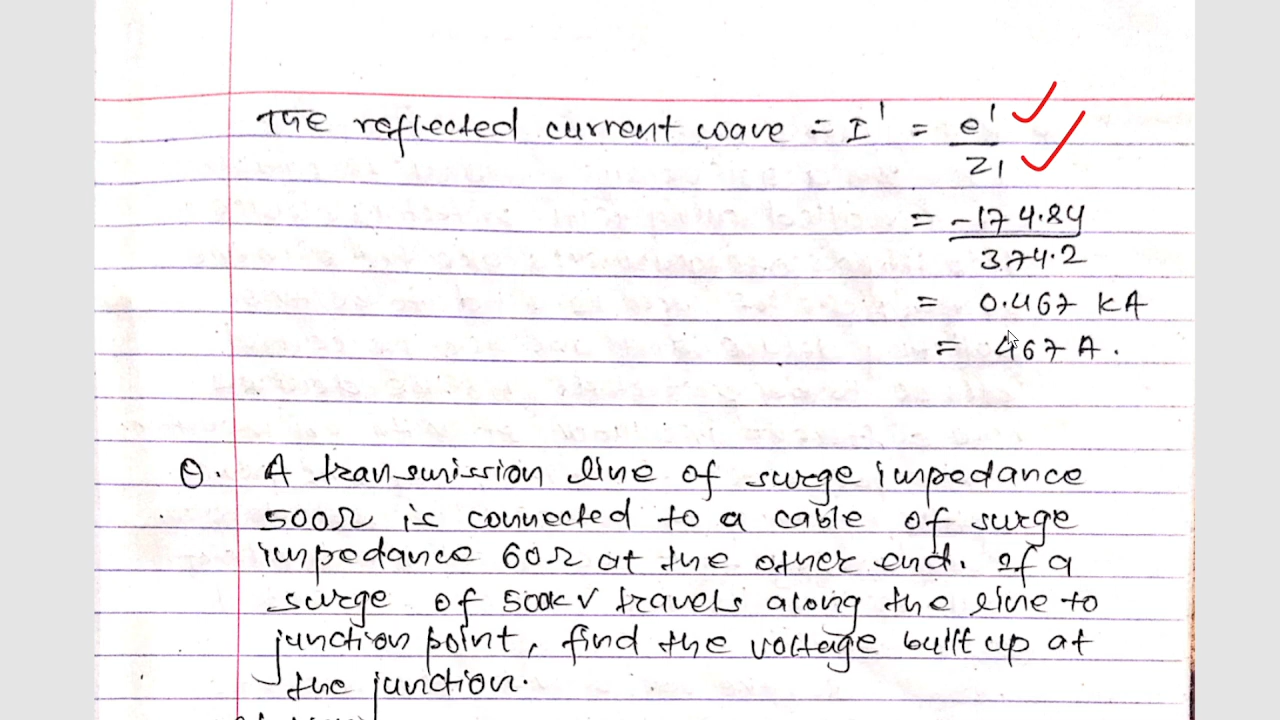 The reflected current wave = I' = e'/Z1
= -174.84/374.2
= 0.467 KA
= 467 A.
Q. A transmission line of surge impedance
500Ω is connected to a cable of surge
impedance 60Ω at the other end. If a
surge of 500kV travels along the line to
junction point, find the voltage built up at
the junction.